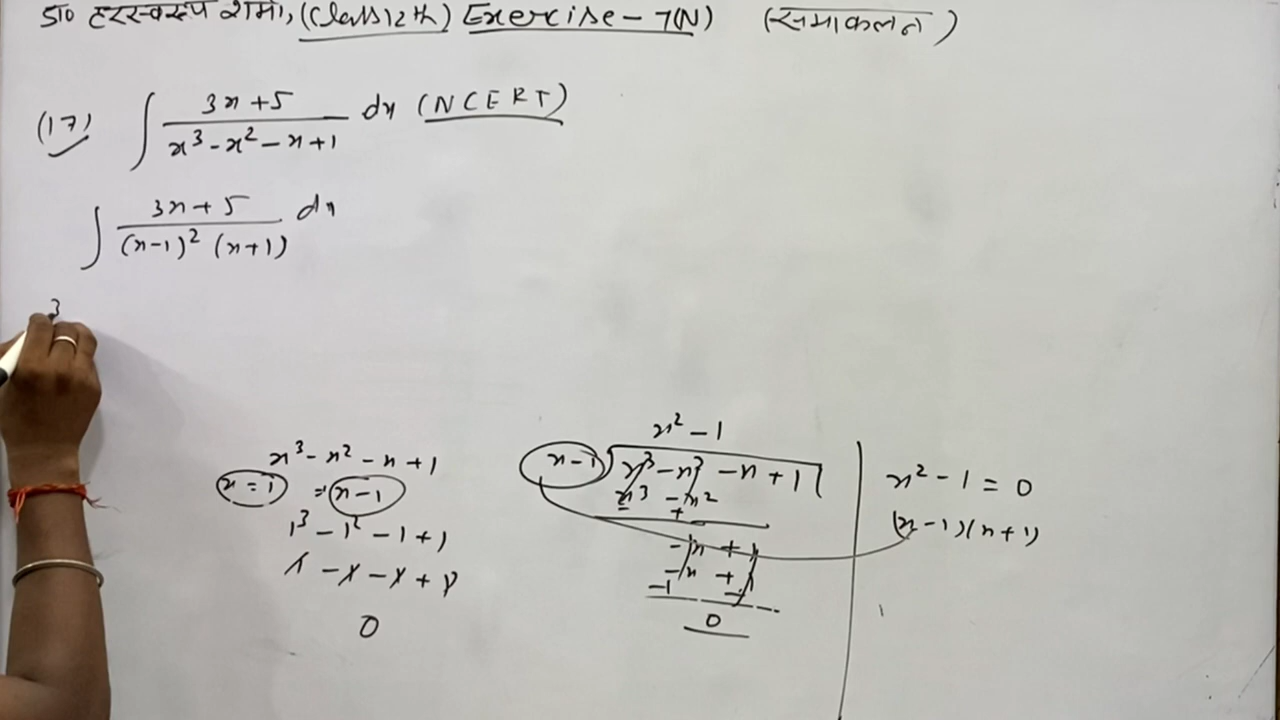 डॉ० हरस्वरूप शर्मा, (Class 12th) Exercise - 7(N) (समाकलन)
(17) ∫ 3x+5 / x³-x²-x+1 dx (NCERT)
∫ 3x+5 / (x-1)² (x+1) dx
3
x³-x²-x+1
x=1 ⇒ x-1
1³-1²-1+1
1-1-1+1
0
x²-1
x-1) x³-x²-x+1
x³-x²
- +
-x+1
-x+1
0
x²-1=0
(x-1)(x+1)